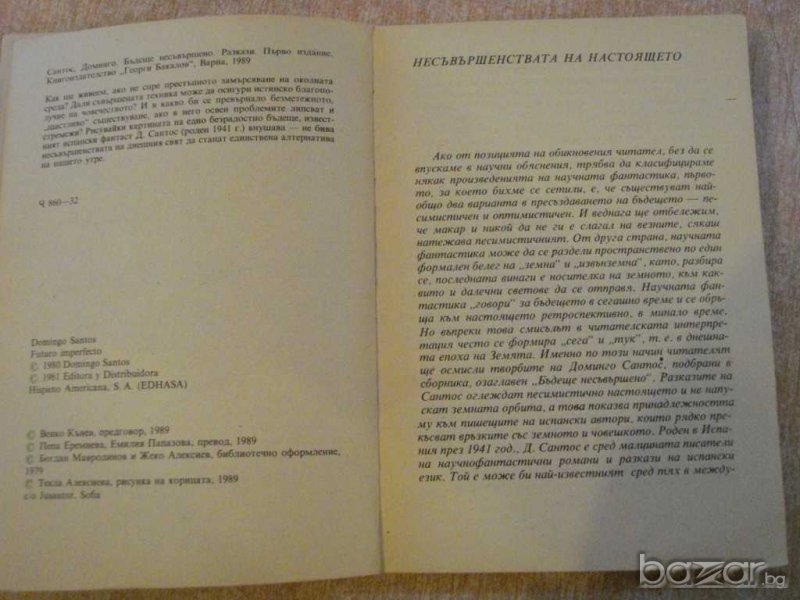 Сантос, Доминго. Бъдеще несъвършено. Разкази. Първо издание.
Книгоиздателство „Георги Бакалов", Варна, 1989
Как ще живеем, ако не спре престъпното замърсяване на околната
среда? Дали съвършената техника може да осигури истинско благопо-
лучие на човечеството? И в какво би се превърнало безметежното,
„щастливо" съществуване, ако в него освен проблемите липсват и
стремежи? Рисувайки картината на едно безрадостно бъдеще, извест-
ният испански фантаст Д. Сантос (роден 1941 г.) внушава — не бива
несъвършенствата на днешния свят да станат единствена алтернатива
на нашето утре.
Ч 860—32
Domingo Santos
Futuro imperfecto
© 1980 Domingo Santos
© 1981 Editora y Distribuidora
Hispano Americana, S. A. (EDHASA)
© Венко Кънев, предговор, 1989
© Пепа Еремиева, Емилия Папазова, превод, 1989
© Богдан Мавродинов и Жеко Алексиев, библиотечно оформление,
1979
© Текла Алексиева, рисунка на корицата, 1989
c/o Jusautor, Sofia
НЕСЪВЪРШЕНСТВАТА НА НАСТОЯЩЕТО
Ако от позицията на обикновения читател, без да се
впускаме в научни обяснения, трябва да класифицираме
някак произведенията на научната фантастика, първо-
то, за което бихме се сетили, е, че съществуват най-
общо два варианта в пресъздаването на бъдещето — пе-
симистичен и оптимистичен. И веднага ще отбележим,
че макар и никой да не ги е слагал на везните, сякаш
натежава песимистичният. От друга страна, научната
фантастика може да се раздели пространствено по един
формален белег на „земна" и „извънземна", като, разбира
се, последната винаги е носителка на земното, към как-
вито и далечни светове да се отправя. Научната фан-
тастика „говори" за бъдещето в сегашно време и се обръ-
ща към настоящето ретроспективно, в минало време.
Но въпреки това смисълът в читателската интерпре-
тация често се формира „сега" и „тук", т. е. в днешна-
та епоха на Земята. Именно по този начин читателят
ще осмисли творбите на Доминго Сантос, подбрани в
сборника, озаглавен „Бъдеще несъвършено". Разказите на
Сантос оглеждат песимистично настоящето и не напу-
скат земната орбита, а това показва принадлежността
му към пишещите на испански автори, които рядко пре-
късват връзките със земното и човешкото. Роден в Испа-
ния през 1941 год., Д. Сантос е сред малцината писатели
на научнофантастични романи и разкази на испански
език. Той е може би най-известният сред тях в между-
bazar.bg